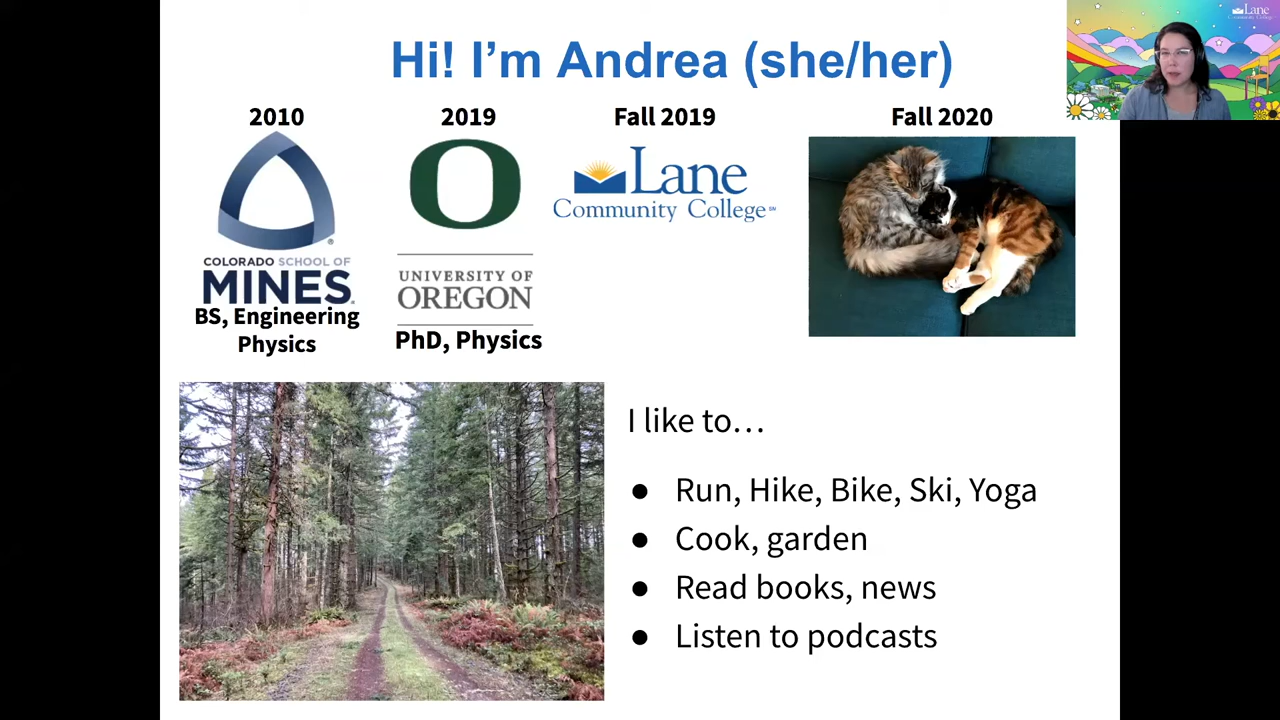 Hi! I’m Andrea (she/her)
Lane
Community College
2010
2019
Fall 2019
Fall 2020
COLORADO SCHOOL OF
MINES
BS, Engineering
Physics
O
UNIVERSITY OF
OREGON
PhD, Physics
Lane
Community College
I like to…
● Run, Hike, Bike, Ski, Yoga
● Cook, garden
● Read books, news
● Listen to podcasts